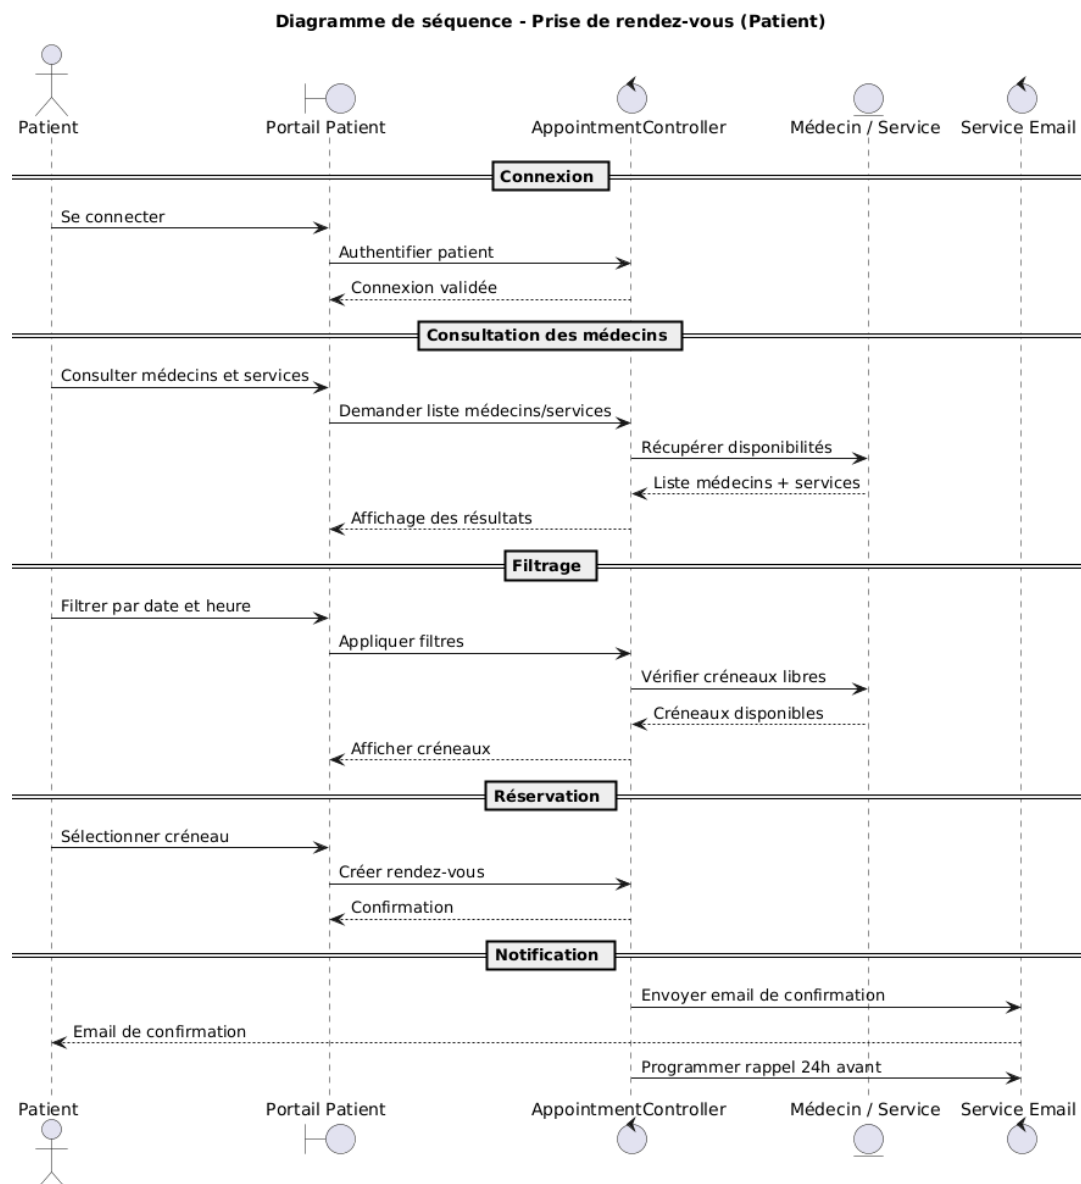 Diagramme de séquence - Prise de rendez-vous (Patient)
Patient
Portail Patient
AppointmentController
Médecin / Service
Service Email
Connexion
Se connecter
Authentifier patient
Connexion validée
Consultation des médecins
Consulter médecins et services
Demander liste médecins/services
Récupérer disponibilités
Liste médecins + services
Affichage des résultats
Filtrage
Filtrer par date et heure
Appliquer filtres
Vérifier créneaux libres
Créneaux disponibles
Afficher créneaux
Réservation
Sélectionner créneau
Créer rendez-vous
Confirmation
Notification
Envoyer email de confirmation
Email de confirmation
Programmer rappel 24h avant
Patient
Portail Patient
AppointmentController
Médecin / Service
Service Email